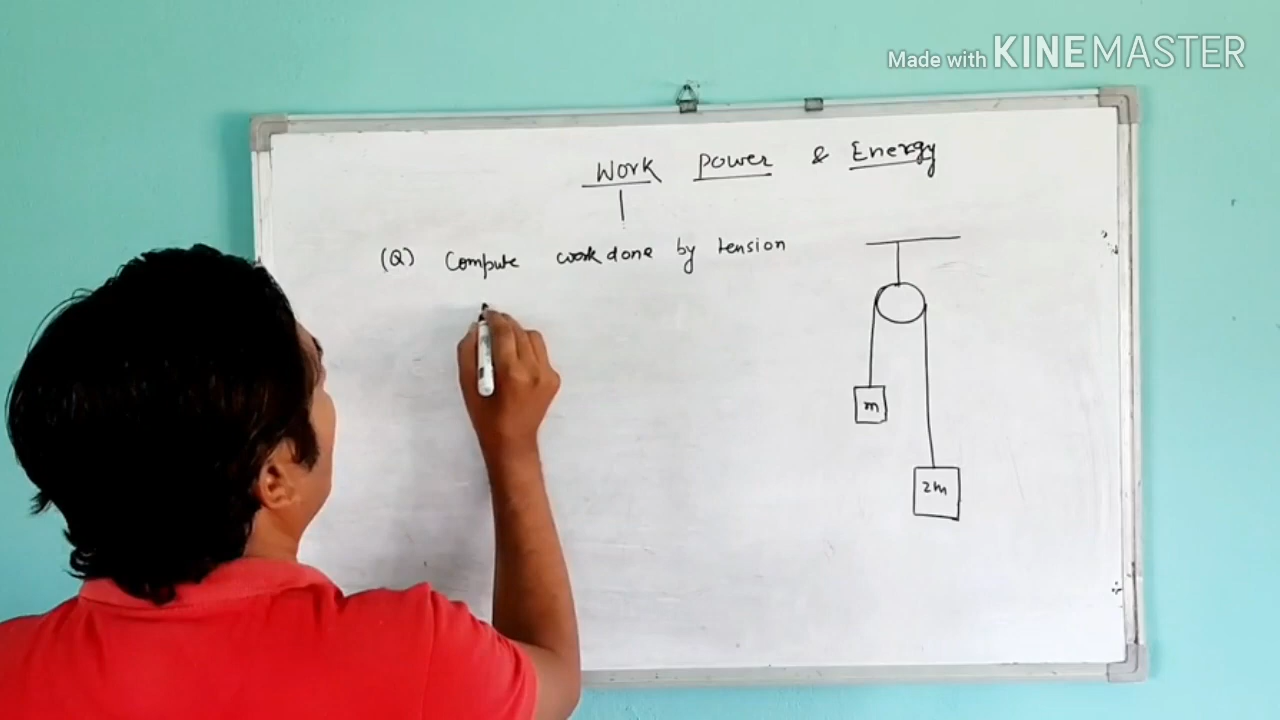 Made with KINEMASTER
Work Power & Energy
(Q) Compute work done by tension
m
2m